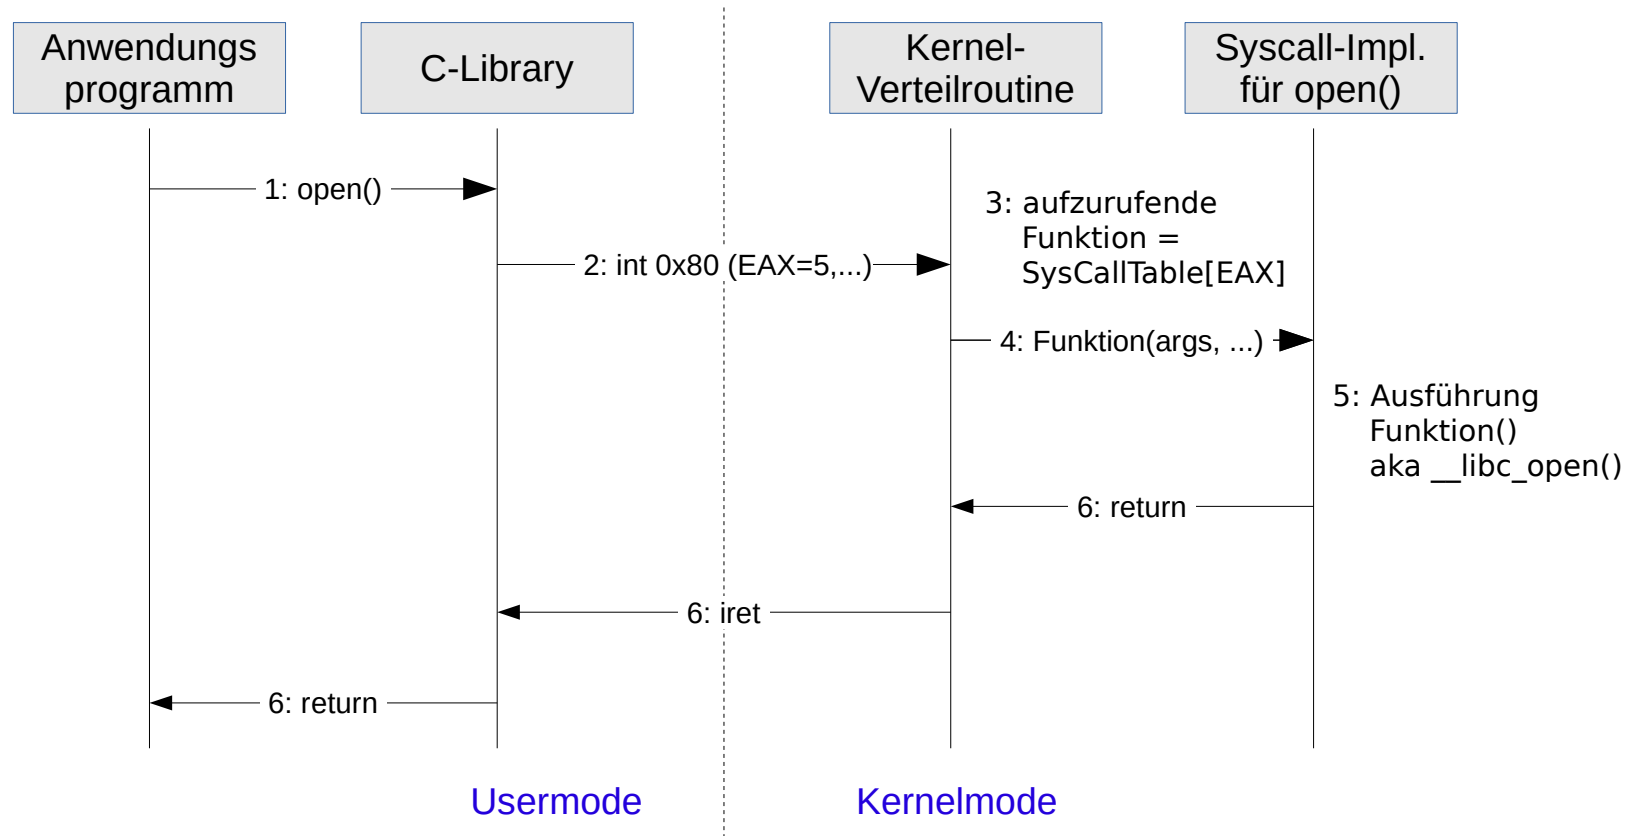 Anwendungs
programm
C-Library
Kernel-
Verteilroutine
Syscall-Impl.
für open()
1: open()
2: int 0x80 (EAX=5,...)
3: aufzurufende
Funktion =
SysCallTable[EAX]
4: Funktion(args, ...)
5: Ausführung
Funktion()
aka __libc_open()
6: return
6: iret
6: return
Usermode
Kernelmode